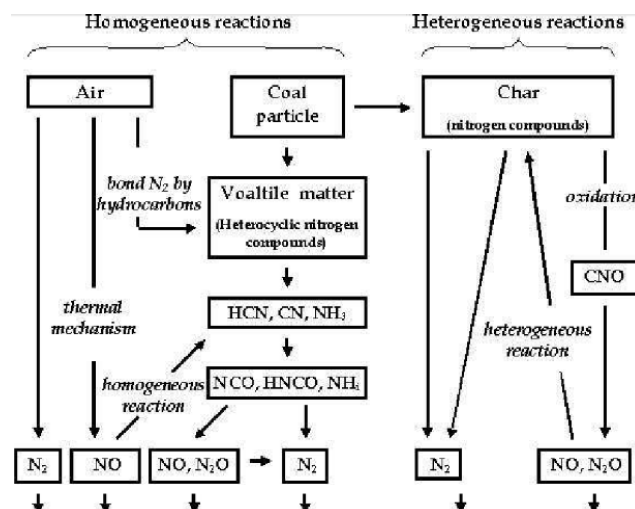 Homogeneous reactions
Heterogeneous reactions
Air
Coal
particle
Char
(nitrogen compounds)
bond N₂ by
hydrocarbons
Voaltile matter
(Heterocyclic nitrogen
compounds)
oxidation
CNO
thermal
mechanism
HCN, CN, NH₃
heterogeneous
reaction
homogeneous
reaction
NCO, HNCO, NH₃
N₂
NO
NO, N₂O
N₂
N₂
NO, N₂O